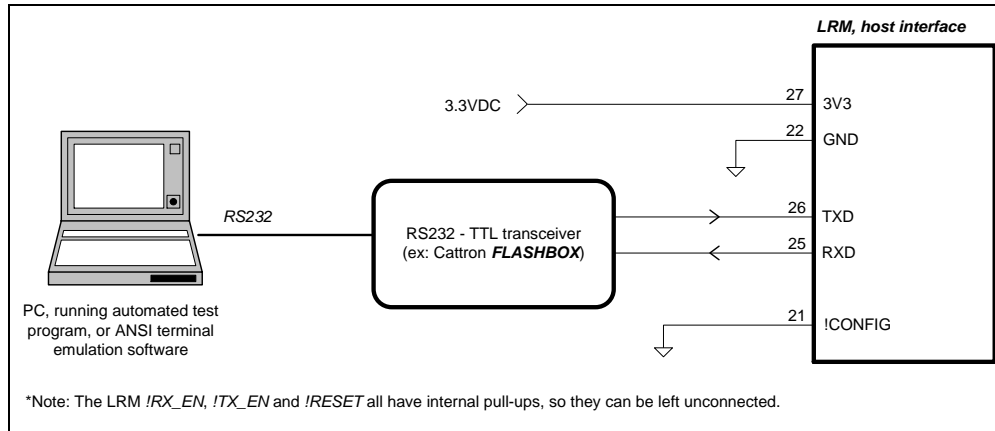 LRM, host interface
3.3VDC
27
3V3
22
GND
RS232
RS232 - TTL transceiver
(ex: Cattron FLASHBOX)
26
TXD
25
RXD
21
!CONFIG
PC, running automated test
program, or ANSI terminal
emulation software
*Note: The LRM !RX_EN, !TX_EN and !RESET all have internal pull-ups, so they can be left unconnected.